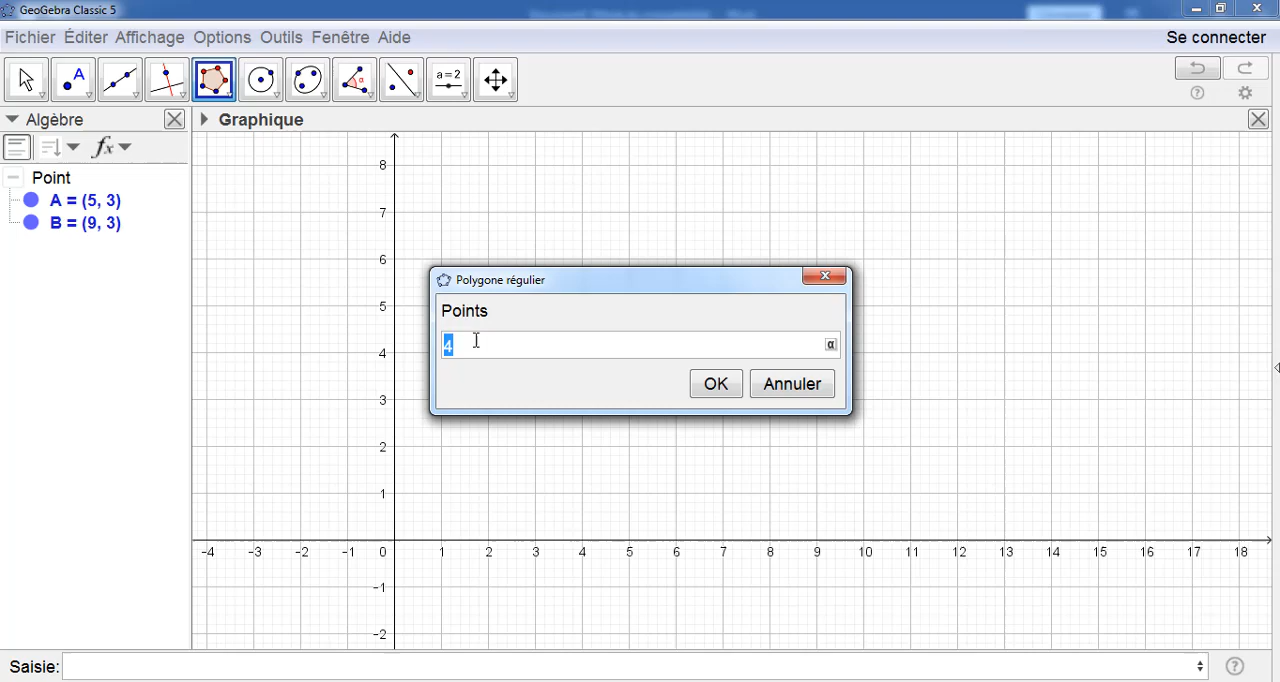 GeoGebra Classic 5
Fichier Éditer Affichage Options Outils Fenêtre Aide
Se connecter
A
α
a=2
Algèbre
Graphique
fx
Point
A = (5, 3)
B = (9, 3)
8
7
6
5
4
3
2
1
-4 -3 -2 -1 0 1 2 3 4 5 6 7 8 9 10 11 12 13 14 15 16 17 18
-1
-2
Polygone régulier
Points
4
α
OK Annuler
Saisie: